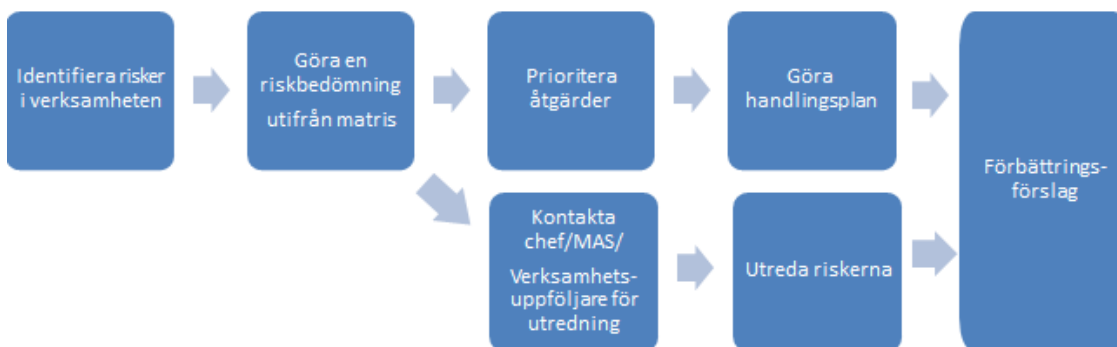 Identifiera risker
i verksamheten
Göra en
riskbedömning
utifrån matris
Prioritera
åtgärder
Göra
handlingsplan
Kontakta
chef/MAS/
Verksamhets-
uppföljare för
utredning
Utreda riskerna
Förbättrings-
förslag